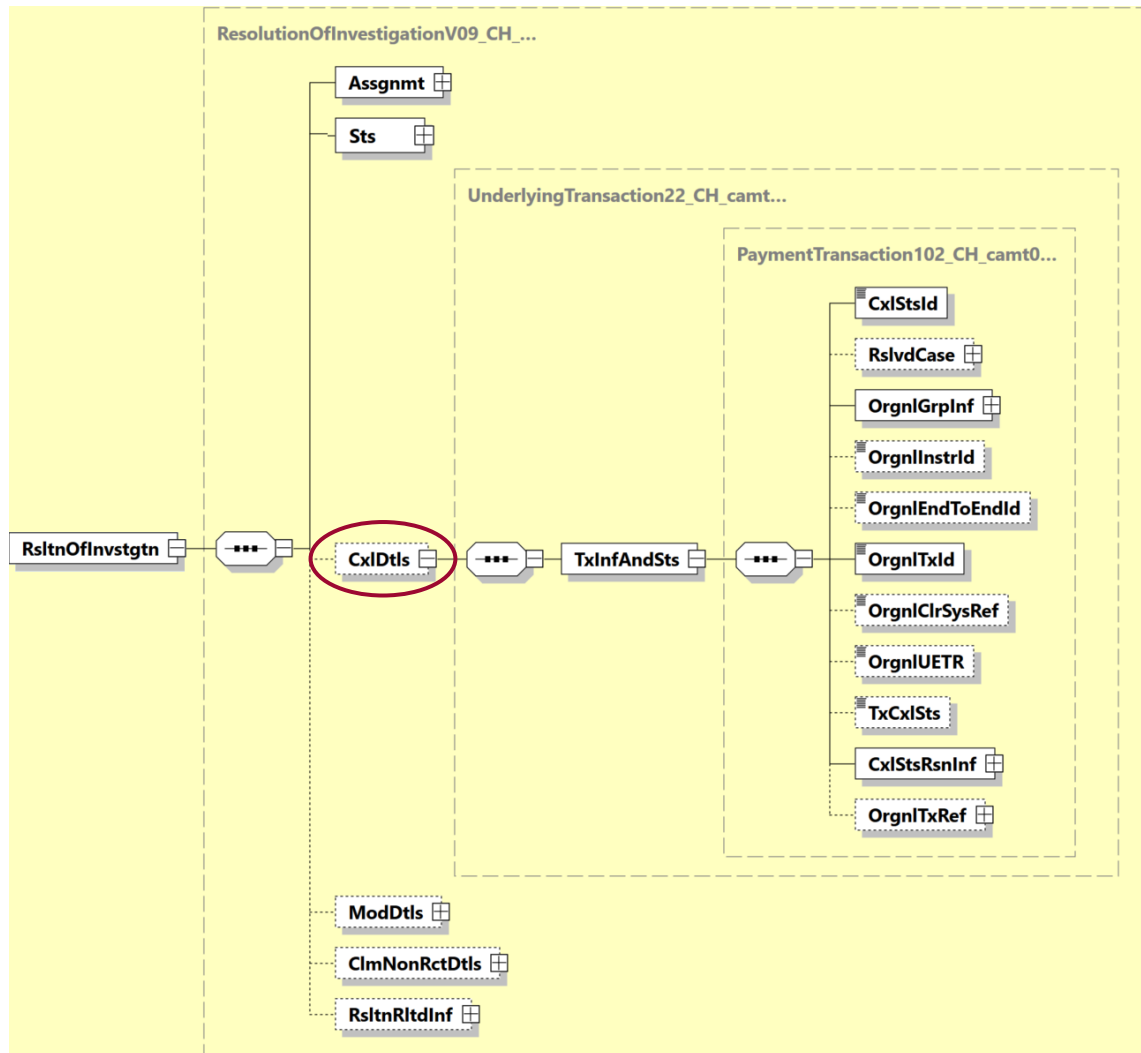 ResolutionOfInvestigationV09_CH_...
Assgnmt
Sts
UnderlyingTransaction22_CH_camt...
PaymentTransaction102_CH_camt0...
CxlStsId
RslvdCase
OrgnlGrpInf
OrgnlInstrId
OrgnlEndToEndId
RsltnOfInvstgtn
CxlDtls
TxInfAndSts
OrgnlTxId
OrgnlClrSysRef
OrgnlUETR
TxCxlSts
CxlStsRsnInf
OrgnlTxRef
ModDtls
ClmNonRctDtls
RsltnRltdInf